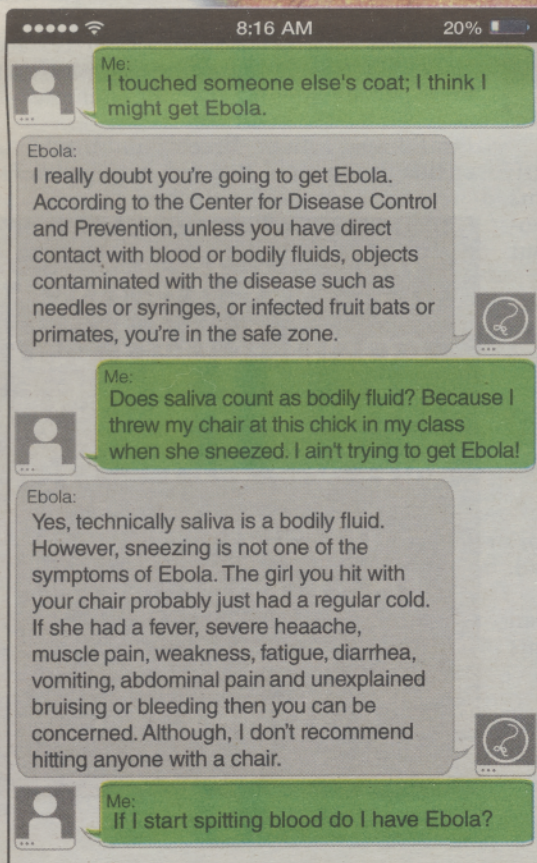 8:16 AM 20%
Me:
I touched someone else's coat; I think I
might get Ebola.
Ebola:
I really doubt you're going to get Ebola.
According to the Center for Disease Control
and Prevention, unless you have direct
contact with blood or bodily fluids, objects
contaminated with the disease such as
needles or syringes, or infected fruit bats or
primates, you're in the safe zone.
Me:
Does saliva count as bodily fluid? Because I
threw my chair at this chick in my class
when she sneezed. I ain't trying to get Ebola!
Ebola:
Yes, technically saliva is a bodily fluid.
However, sneezing is not one of the
symptoms of Ebola. The girl you hit with
your chair probably just had a regular cold.
If she had a fever, severe heaache,
muscle pain, weakness, fatigue, diarrhea,
vomiting, abdominal pain and unexplained
bruising or bleeding then you can be
concerned. Although, I don't recommend
hitting anyone with a chair.
Me:
If I start spitting blood do I have Ebola?